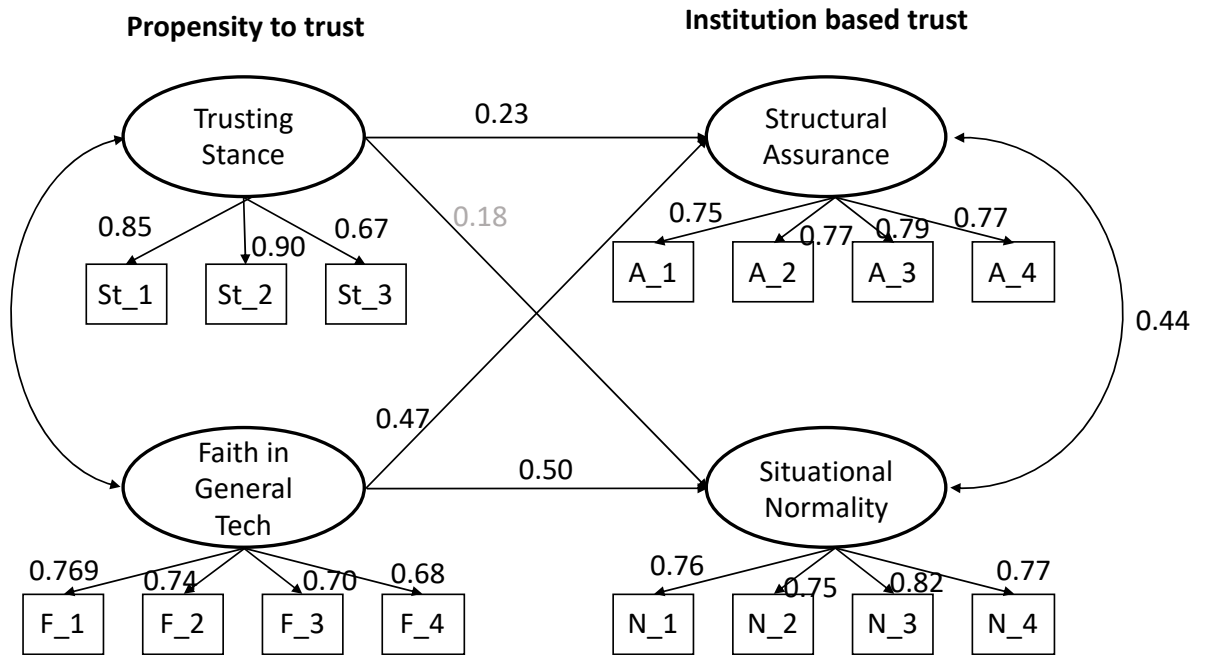 Propensity to trust
Institution based trust
Trusting
Stance
0.23
Structural
Assurance
0.85
0.90
0.67
0.18
0.75
0.77
0.79
0.77
St_1
St_2
St_3
A_1
A_2
A_3
A_4
0.44
0.47
Faith in
General
Tech
0.50
Situational
Normality
0.769
0.74
0.70
0.68
0.76
0.75
0.82
0.77
F_1
F_2
F_3
F_4
N_1
N_2
N_3
N_4